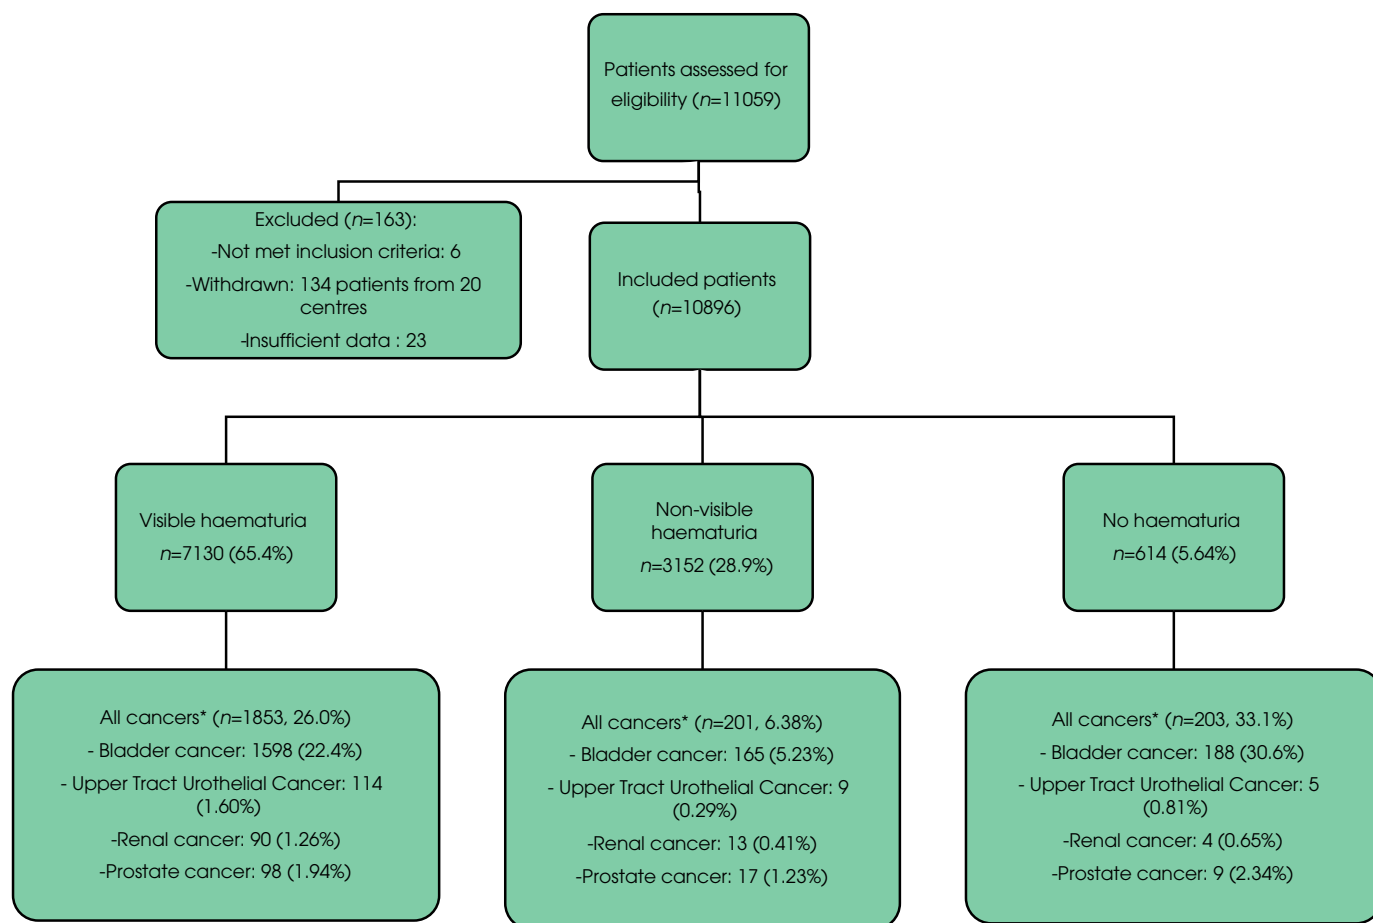 Patients assessed for
eligibility (n=11059)
Excluded (n=163):
-Not met inclusion criteria: 6
-Withdrawn: 134 patients from 20
centres
-Insufficient data : 23
Included patients
(n=10896)
Visible haematuria
n=7130 (65.4%)
Non-visible
haematuria
n=3152 (28.9%)
No haematuria
n=614 (5.64%)
All cancers* (n=1853, 26.0%)
- Bladder cancer: 1598 (22.4%)
- Upper Tract Urothelial Cancer: 114
(1.60%)
-Renal cancer: 90 (1.26%)
-Prostate cancer: 98 (1.94%)
All cancers* (n=201, 6.38%)
- Bladder cancer: 165 (5.23%)
- Upper Tract Urothelial Cancer: 9
(0.29%)
-Renal cancer: 13 (0.41%)
-Prostate cancer: 17 (1.23%)
All cancers* (n=203, 33.1%)
- Bladder cancer: 188 (30.6%)
- Upper Tract Urothelial Cancer: 5
(0.81%)
-Renal cancer: 4 (0.65%)
-Prostate cancer: 9 (2.34%)